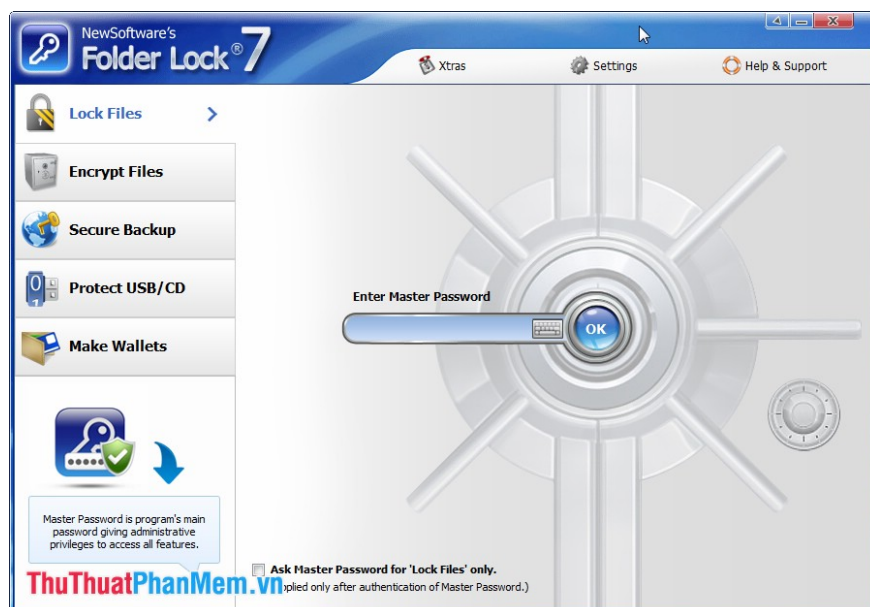 NewSoftware's
Folder Lock® 7
Xtras
Settings
Help & Support
Lock Files
Encrypt Files
Secure Backup
Protect USB/CD
Make Wallets
Enter Master Password
OK
Master Password is program's main
password giving administrative
privileges to access all features.
Ask Master Password for 'Lock Files' only.
only after authentication of Master Password.)
ThuThuatPhanMem.vn